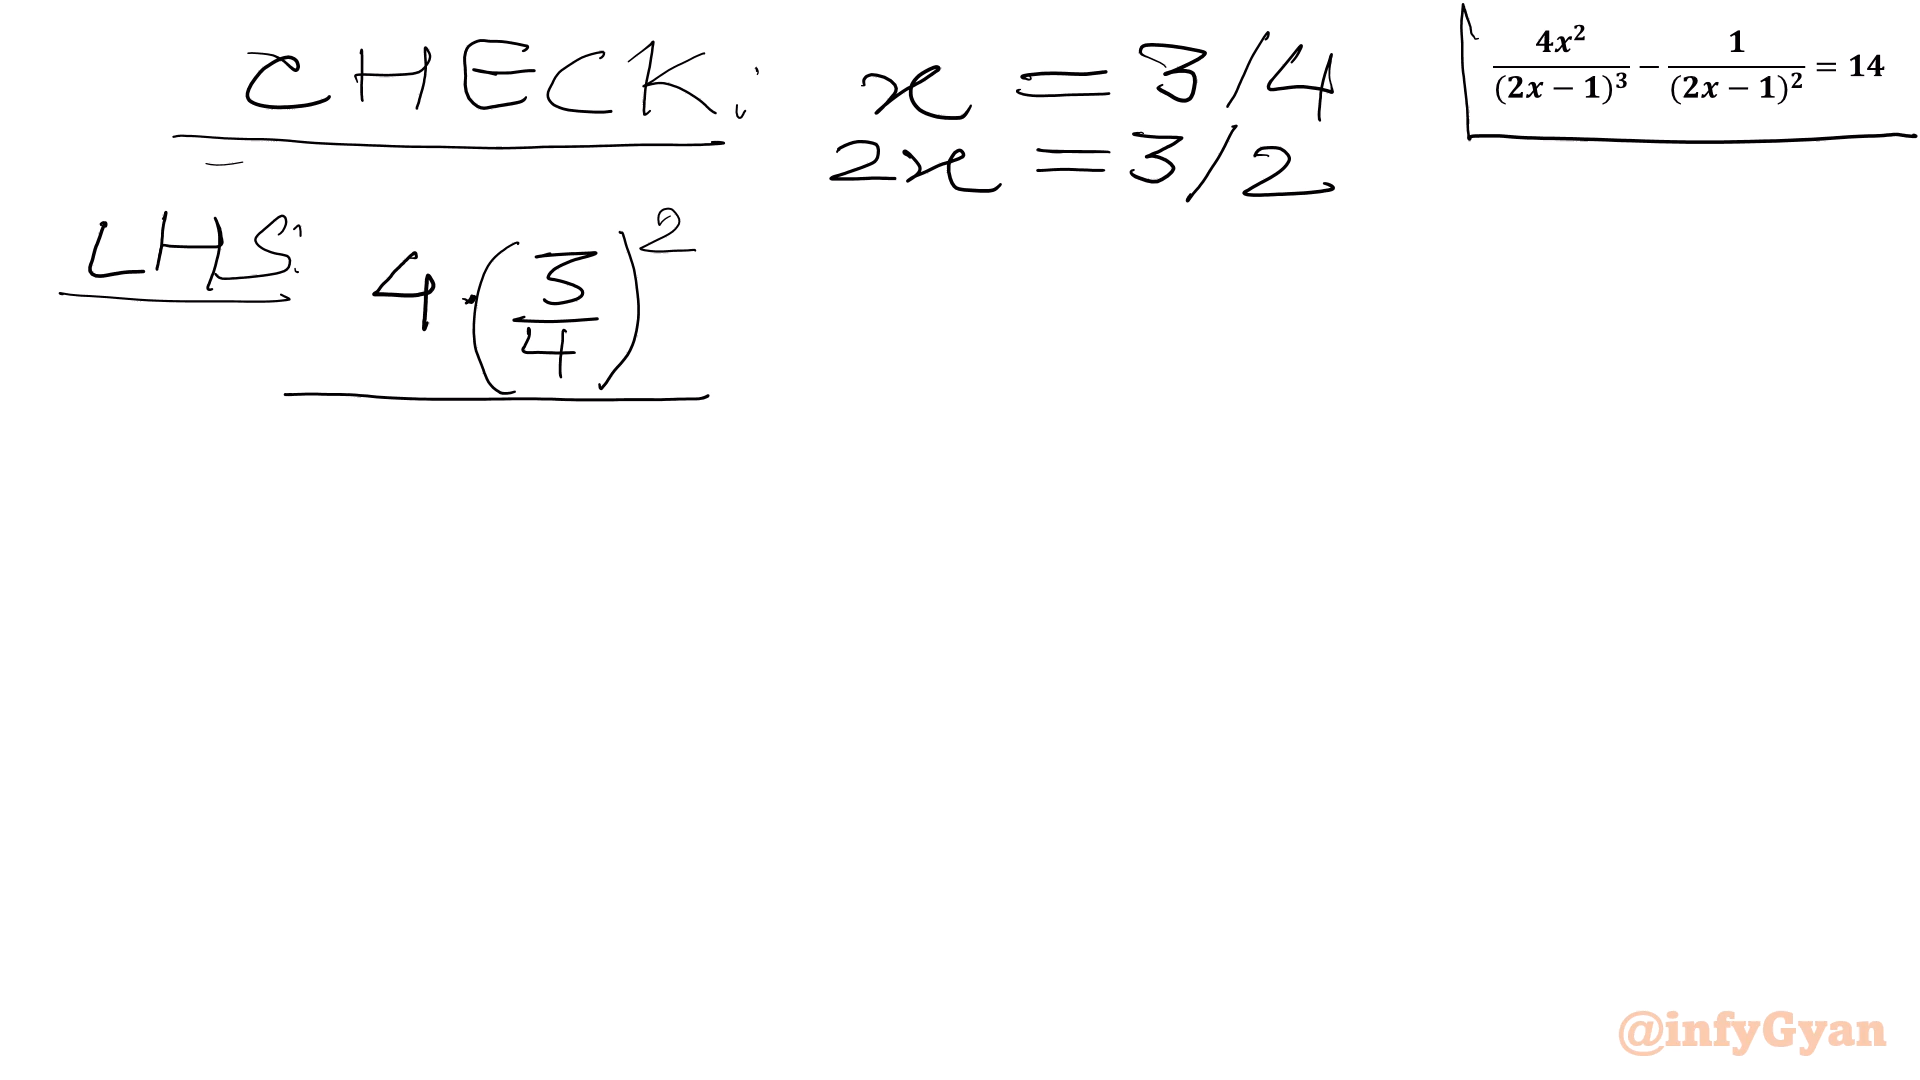 CHECK: x = 3/4
2x = 3/2
4x²/(2x − 1)³ − 1/(2x − 1)² = 14
LHS: 4·(3/4)²
@infyGyan